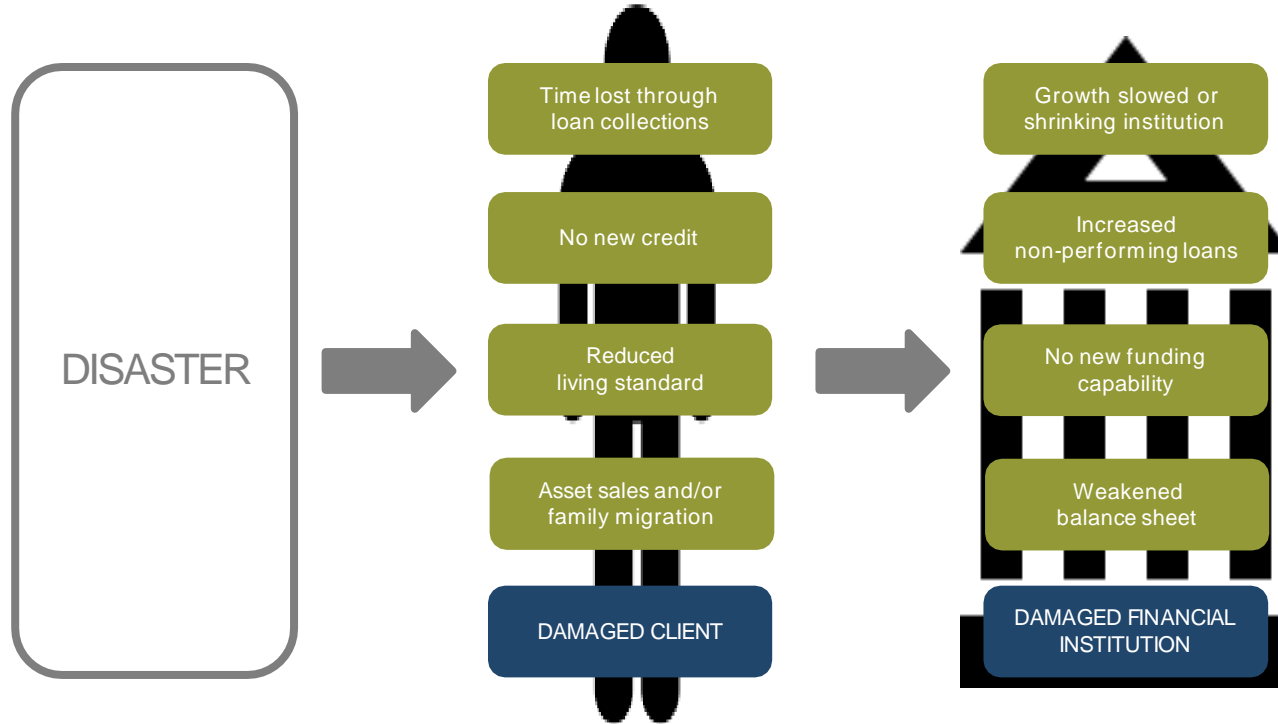 DISASTER
Time lost through
loan collections
No new credit
Reduced
living standard
Asset sales and/or
family migration
DAMAGED CLIENT
Growth slowed or
shrinking institution
Increased
non-performing loans
No new funding
capability
Weakened
balance sheet
DAMAGED FINANCIAL
INSTITUTION